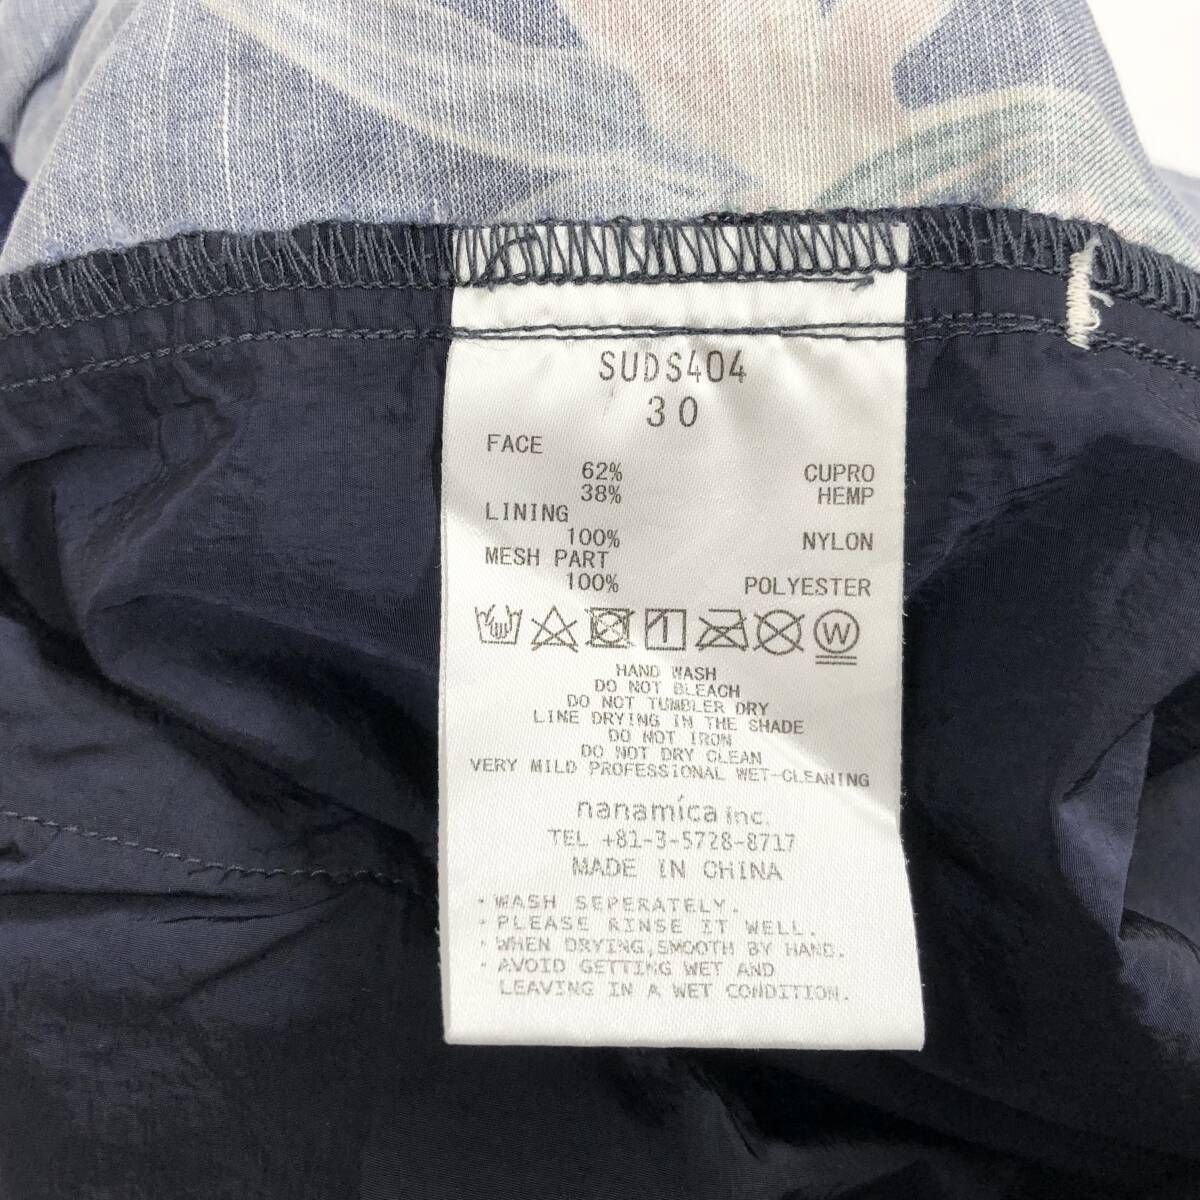 SUDS404
30
FACE
62% CUPRO
38% HEMP
LINING
100% NYLON
MESH PART
100% POLYESTER
W
HAND WASH
DO NOT BLEACH
DO NOT TUMBLER DRY
LINE DRYING IN THE SHADE
DO NOT IRON
DO NOT DRY CLEAN
VERY MILD PROFESSIONAL WET-CLEANING
nanamica inc.
TEL +81-3-5728-8717
MADE IN CHINA
· WASH SEPERATELY.
· PLEASE RINSE IT WELL.
· WHEN DRYING,SMOOTH BY HAND.
· AVOID GETTING WET AND
LEAVING IN A WET CONDITION.